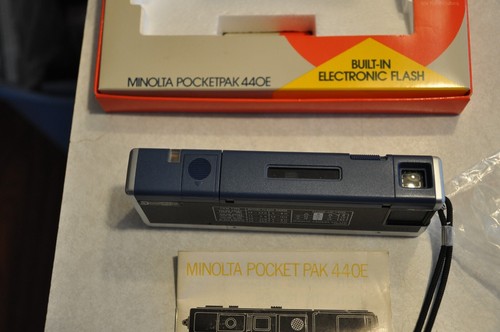 BUILT-IN
MINOLTA POCKETPAK 440E
ELECTRONIC FLASH
MINOLTA POCKET PAK 440E